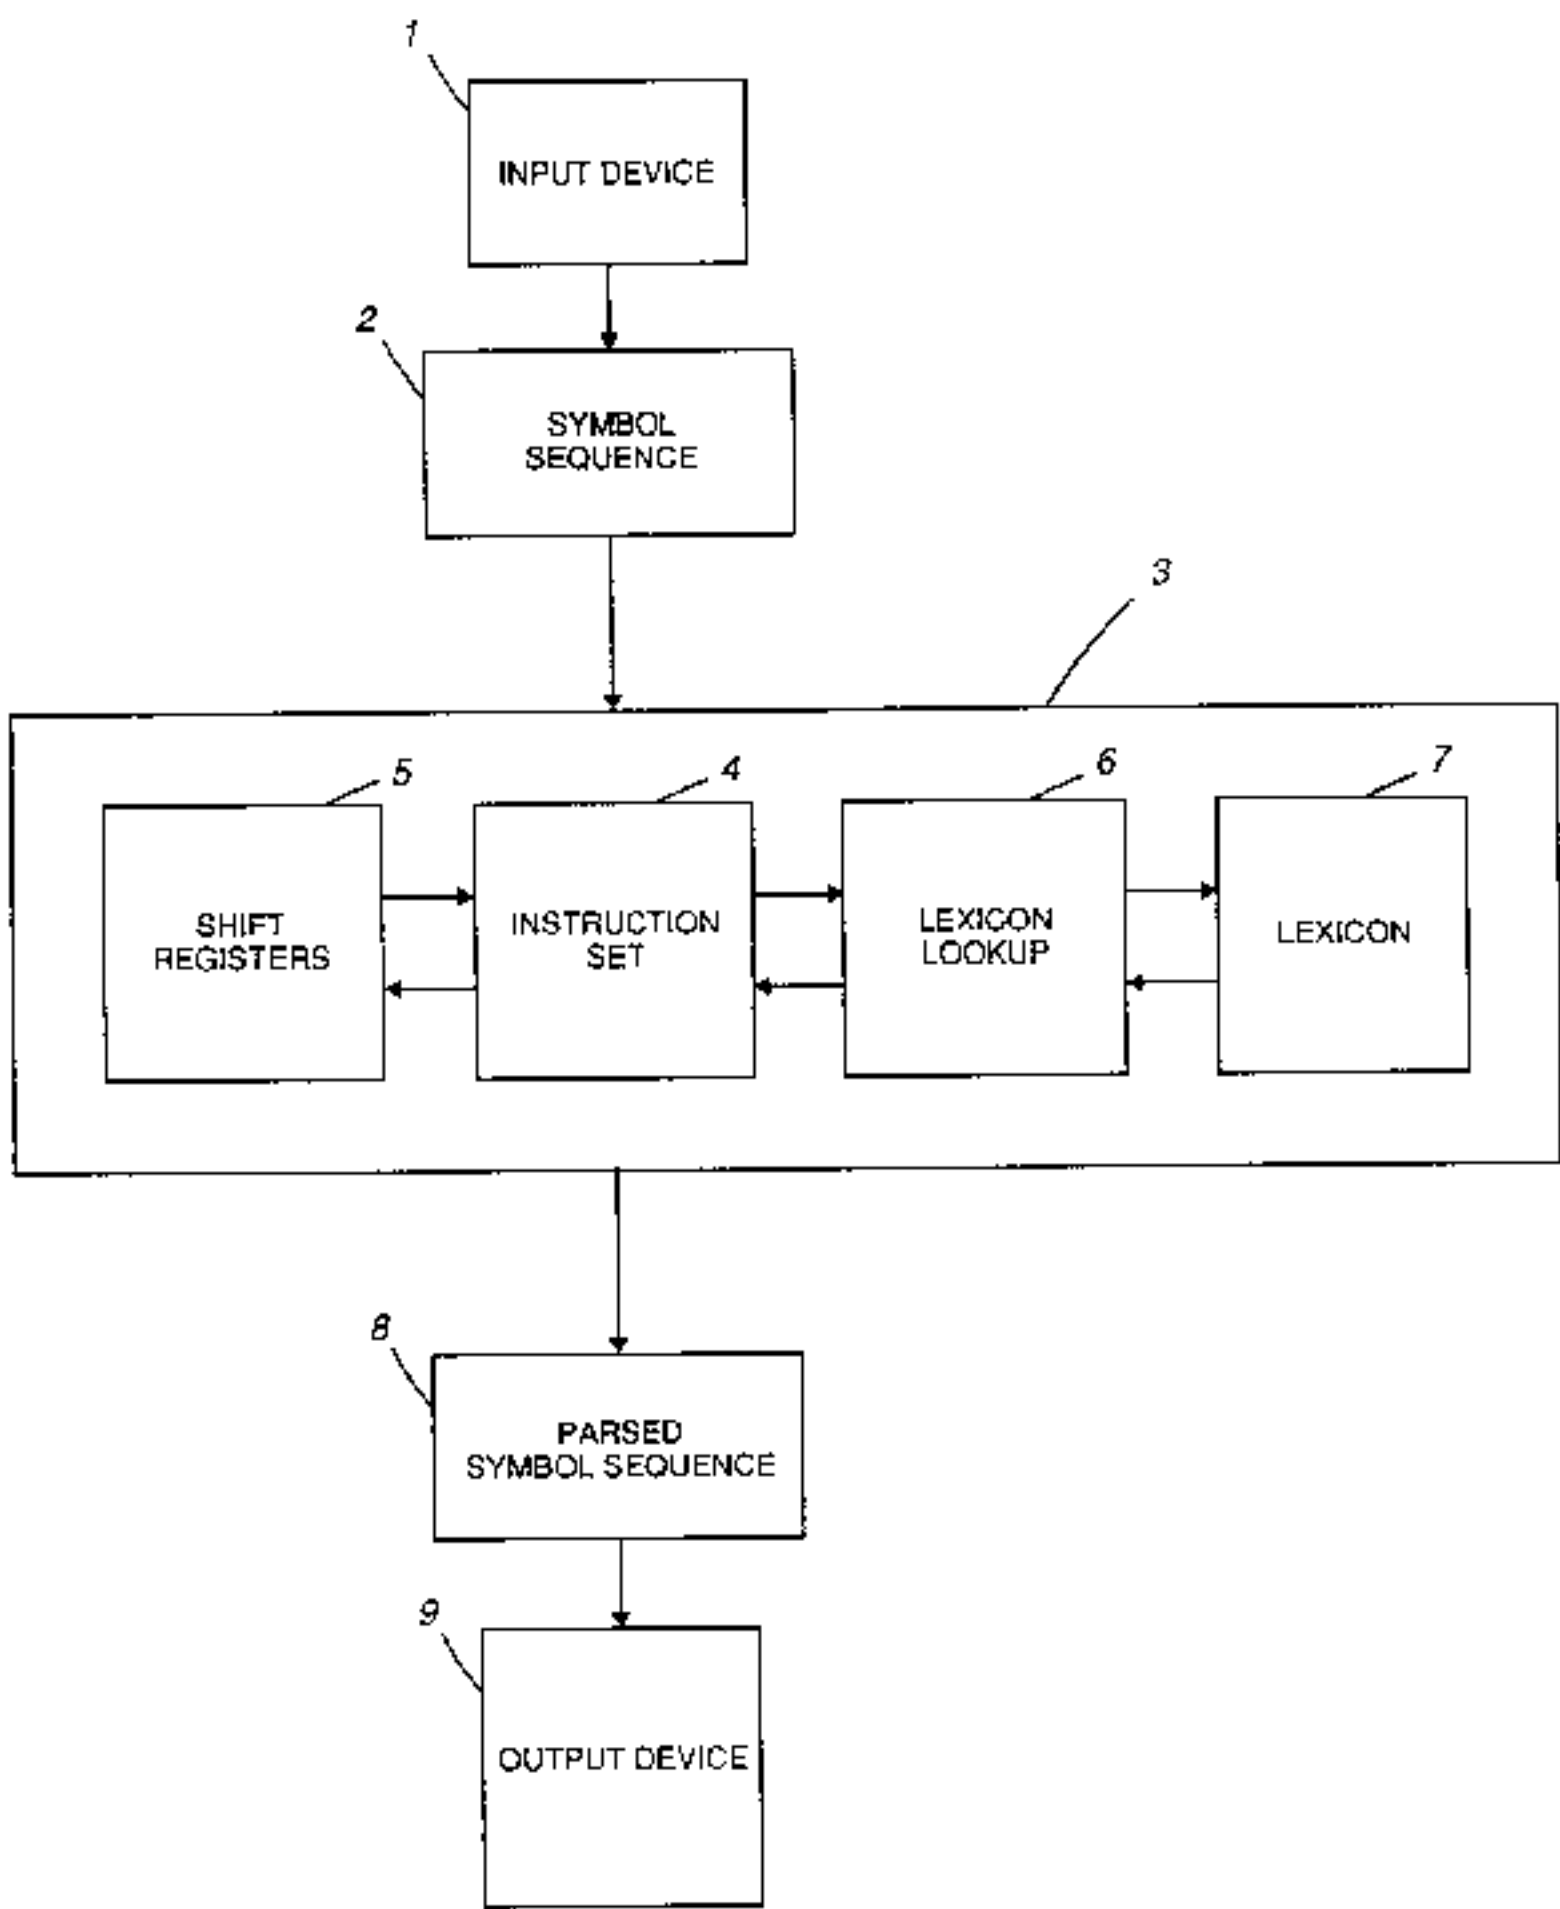 1
INPUT DEVICE
2
SYMBOL
SEQUENCE
3
5
4
6
7
SHIFT
REGISTERS
INSTRUCTION
SET
LEXICON
LOOKUP
LEXICON
8
PARSED
SYMBOL SEQUENCE
9
OUTPUT DEVICE